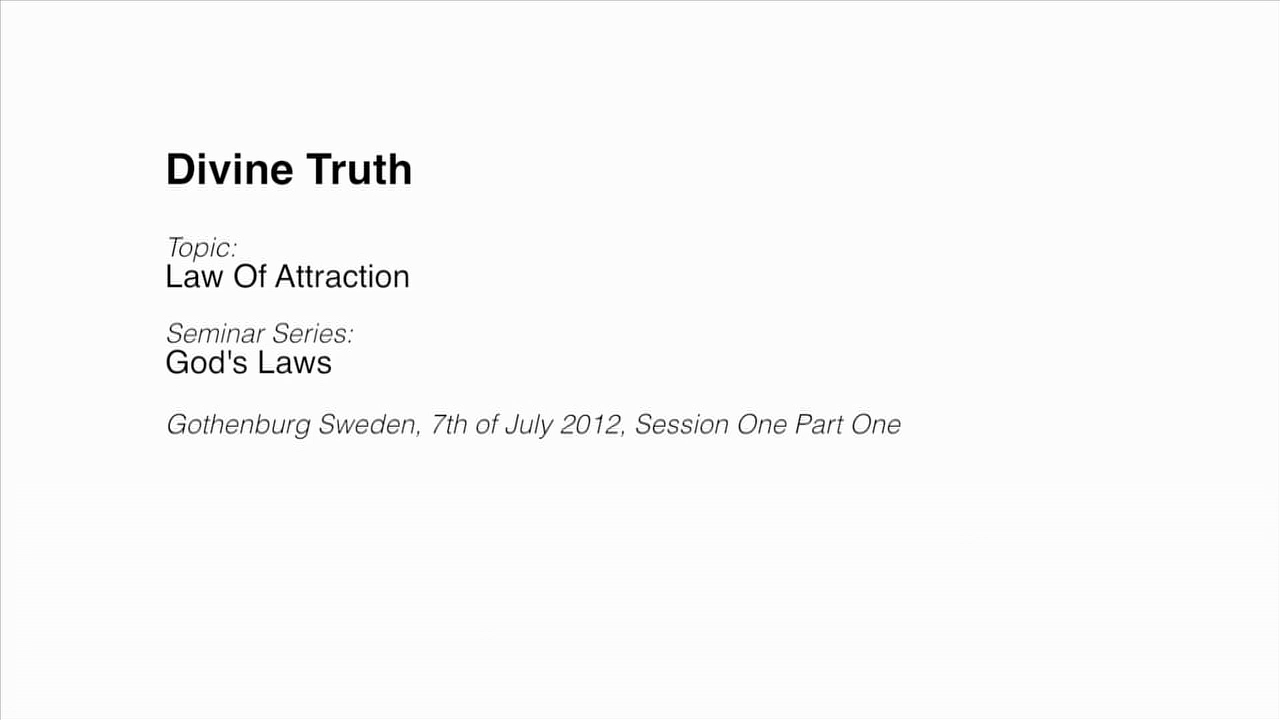 Divine Truth
Topic:
Law Of Attraction
Seminar Series:
God's Laws
Gothenburg Sweden, 7th of July 2012, Session One Part One